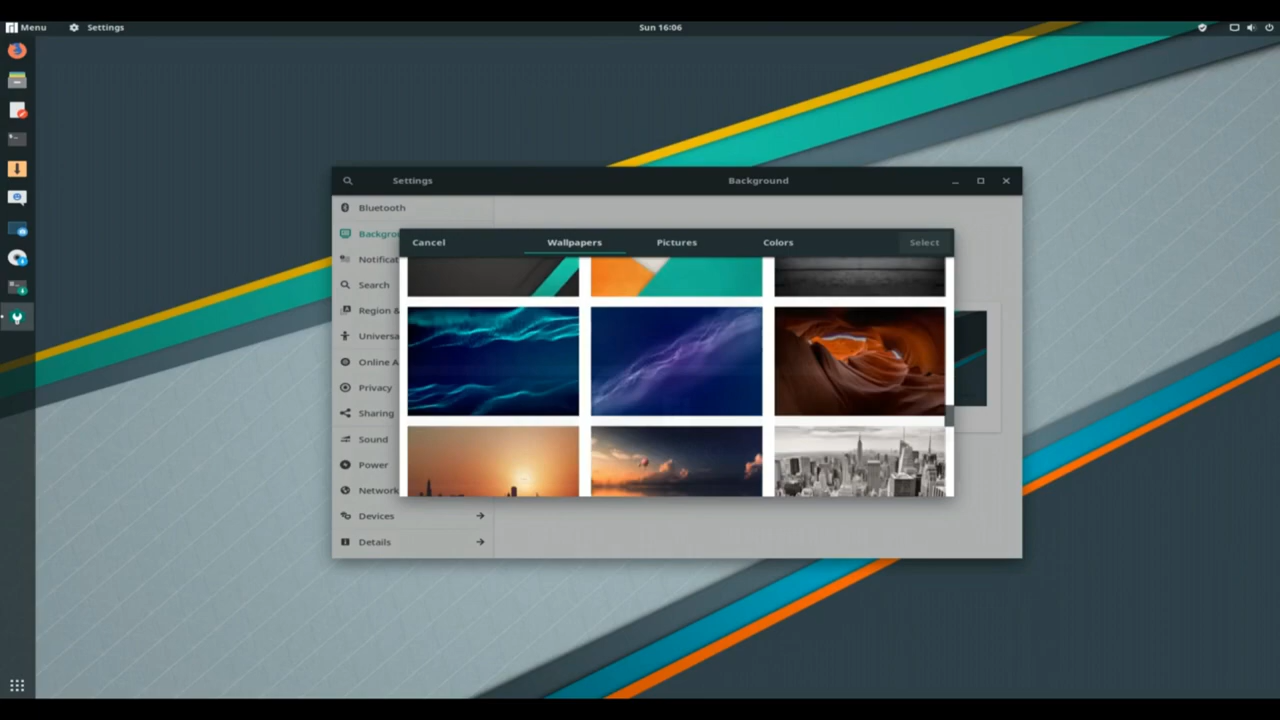 Menu Settings Sun 16:06
Settings Background
Bluetooth
Backgro
Cancel Wallpapers Pictures Colors Select
Notificat
Search
Region &
Universa
Online A
Privacy
Sharing
Sound
Power
Network
Devices
Details